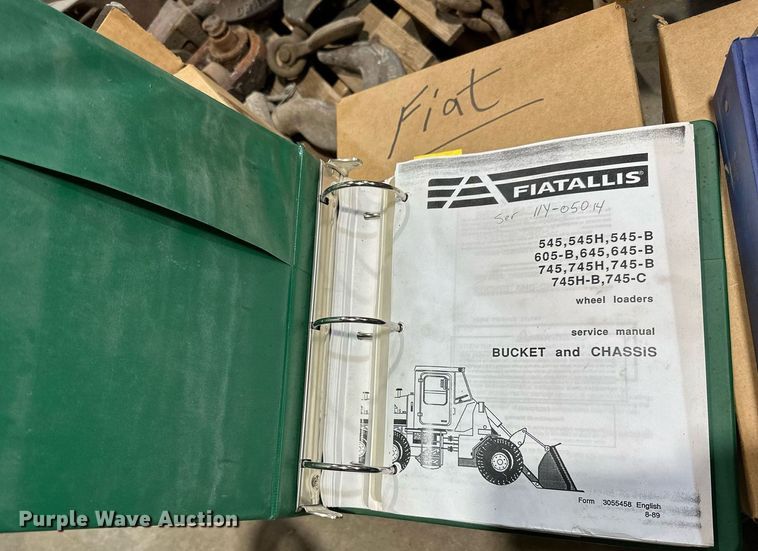 Fiat
FIATALLIS
Ser 11Y-05014
545,545H,545-B
605-B,645,645-B
745,745H,745-B
745H-B,745-C
wheel loaders
service manual
BUCKET and CHASSIS
Form 3055458 English
8-89
Purple Wave Auction